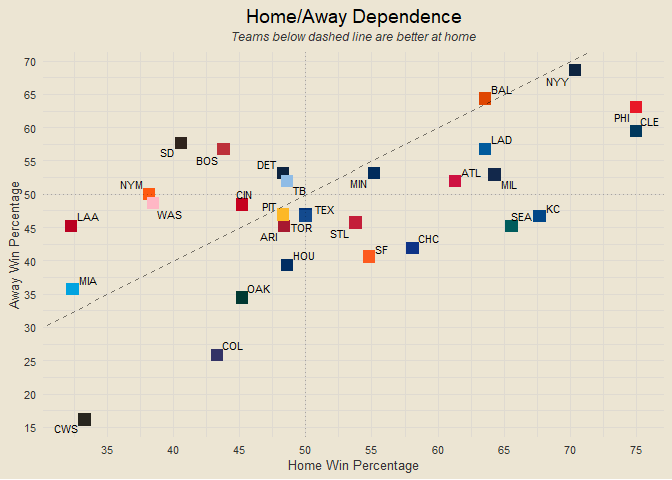 Home/Away Dependence
Teams below dashed line are better at home
Away Win Percentage
70
65
60
55
50
45
40
35
30
25
20
15
NYY
BAL
PHI
CLE
SD
BOS
LAD
DET
TB
MIN
ATL
MIL
NYM
WAS
CIN
PIT
TEX
TOR
ARI
STL
SEA
KC
LAA
SF
CHC
HOU
MIA
OAK
COL
CWS
35
40
45
50
55
60
65
70
75
Home Win Percentage